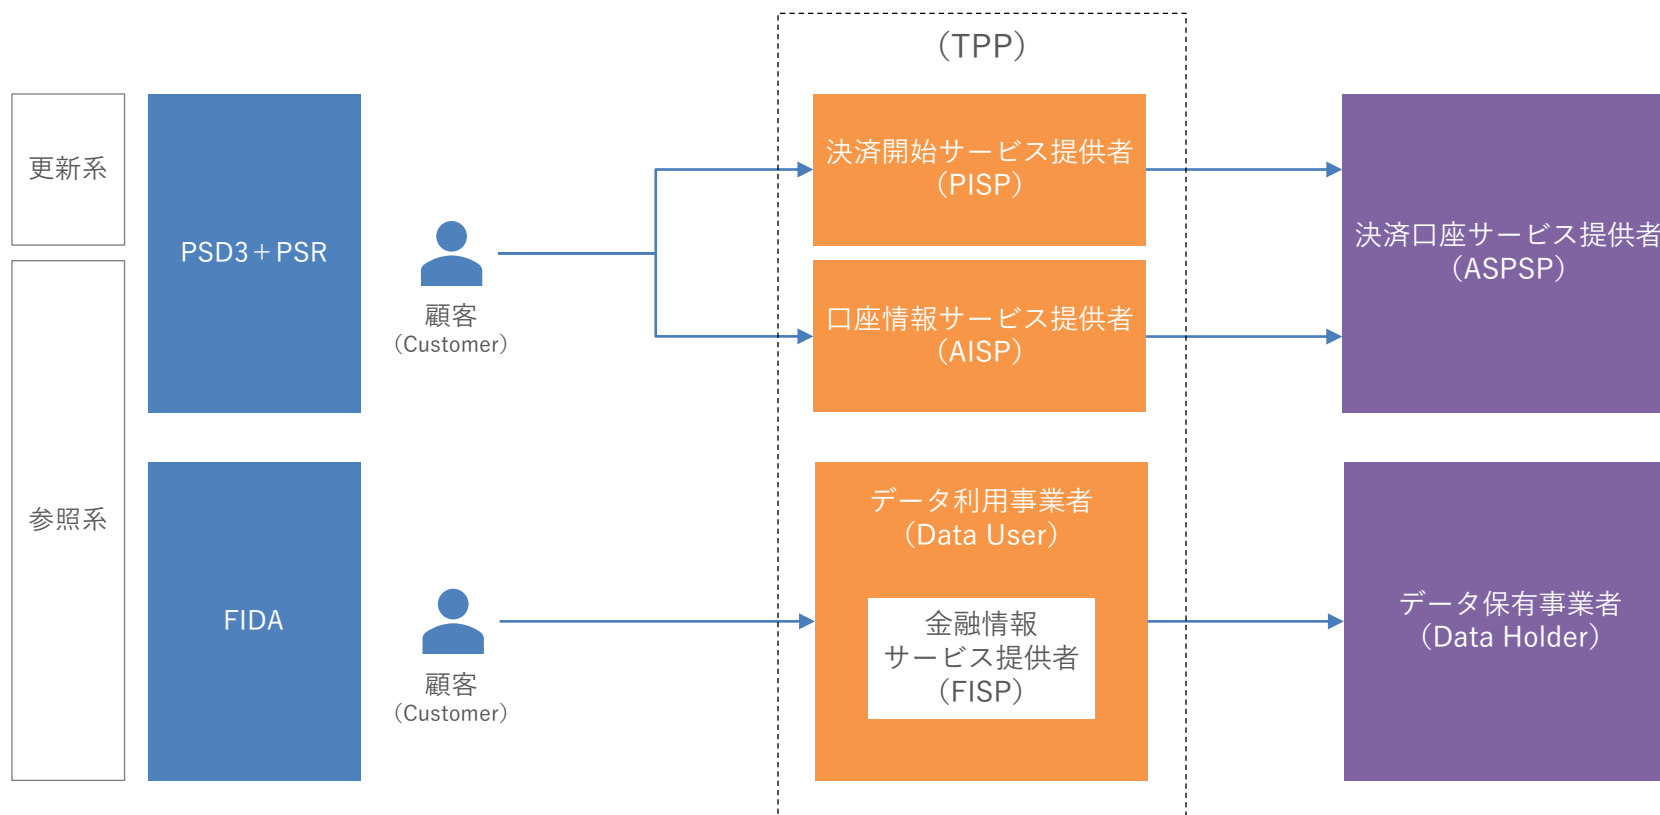 （TPP）
更新系
PSD3＋PSR
顧客
（Customer）
決済開始サービス提供者
（PISP）
口座情報サービス提供者
（AISP）
決済口座サービス提供者
（ASPSP）
参照系
FIDA
顧客
（Customer）
データ利用事業者
（Data User）
金融情報
サービス提供者
（FISP）
データ保有事業者
（Data Holder）